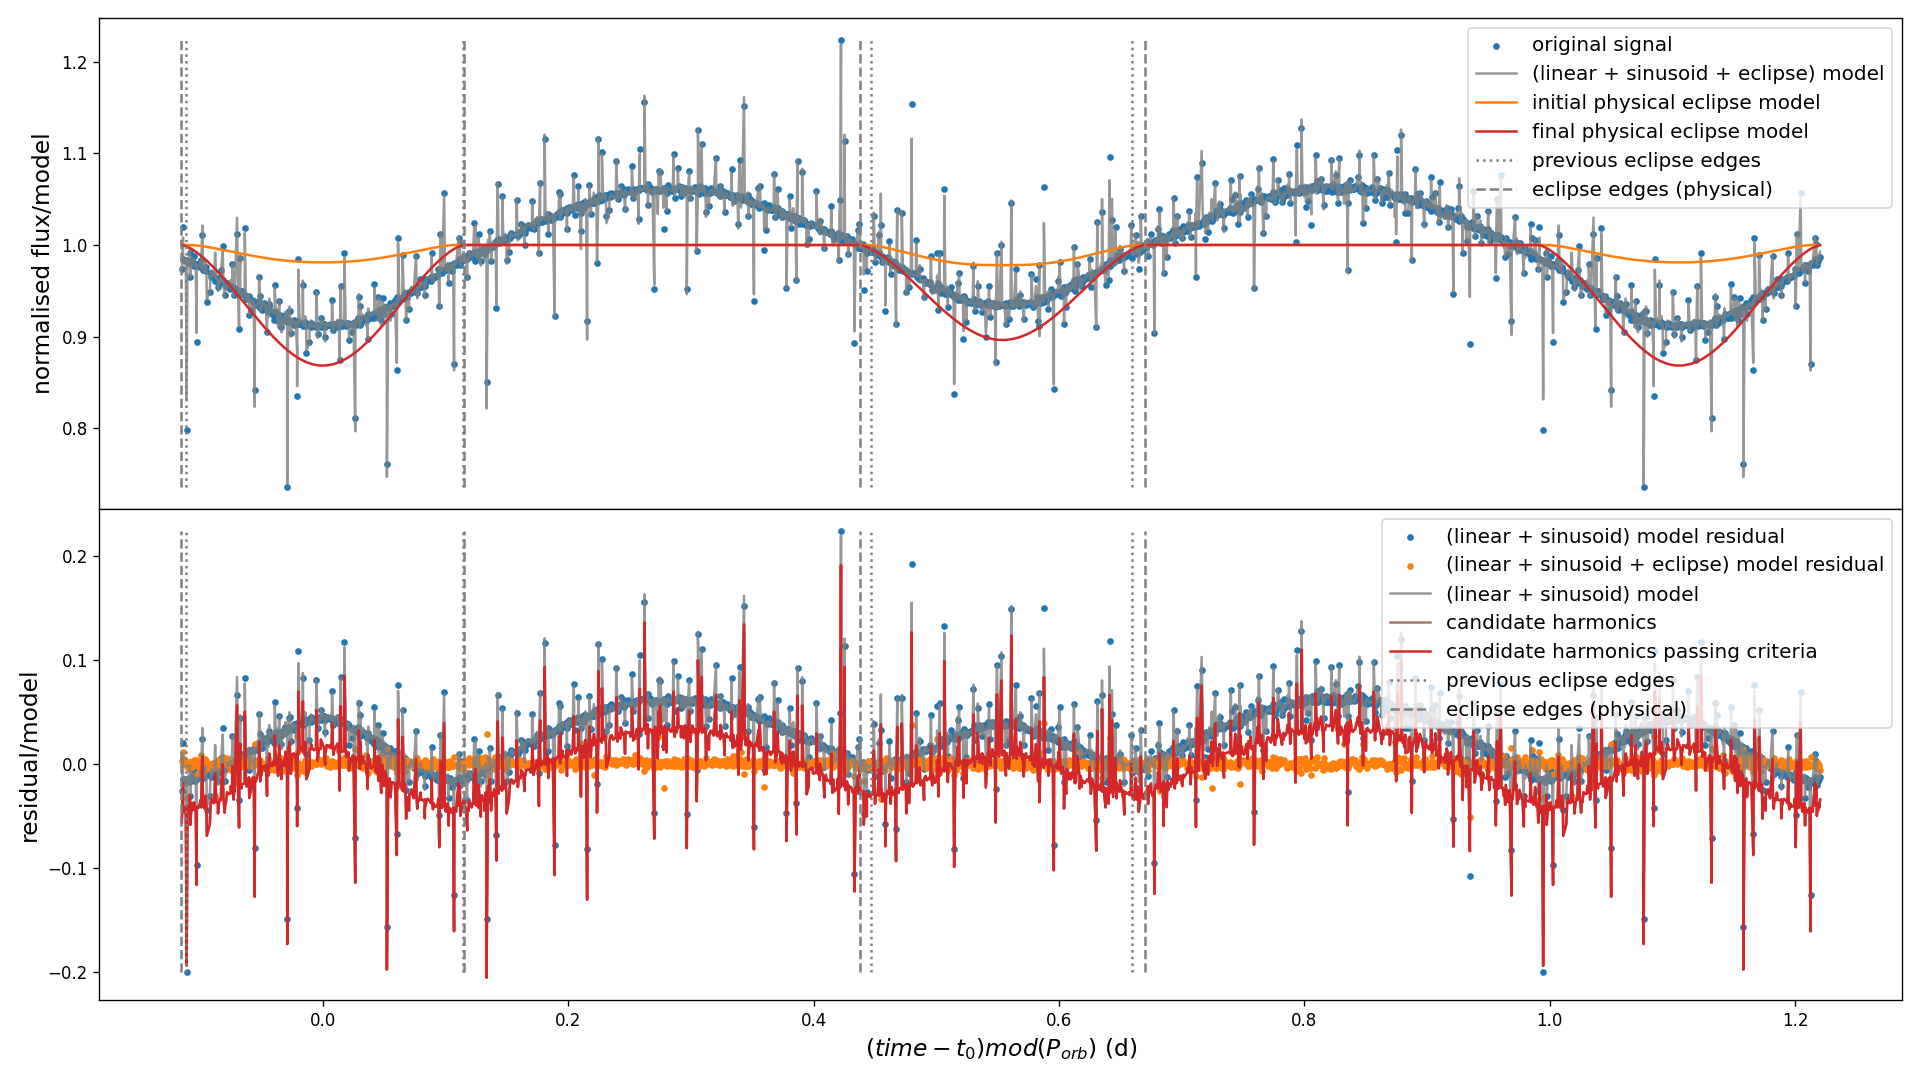 normalised flux/model
1.2
1.1
1.0
0.9
0.8
original signal
(linear + sinusoid + eclipse) model
initial physical eclipse model
final physical eclipse model
previous eclipse edges
eclipse edges (physical)
residual/model
0.2
0.1
0.0
−0.1
−0.2
(linear + sinusoid) model residual
(linear + sinusoid + eclipse) model residual
(linear + sinusoid) model
candidate harmonics
candidate harmonics passing criteria
previous eclipse edges
eclipse edges (physical)
0.0 0.2 0.4 0.6 0.8 1.0 1.2
(time − t₀)mod(P_orb) (d)